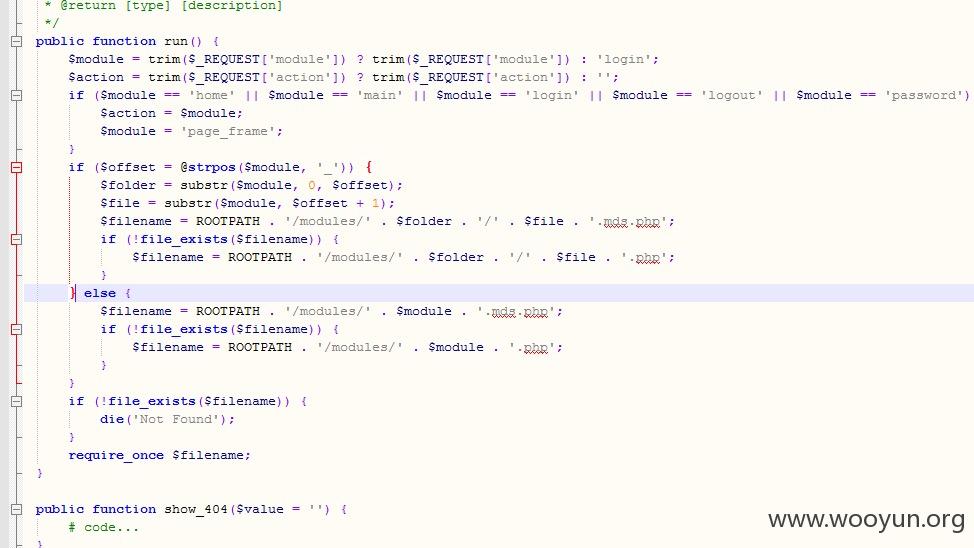 * @return [type] [description]
*/
public function run() {
$module = trim($_REQUEST['module']) ? trim($_REQUEST['module']) : 'login';
$action = trim($_REQUEST['action']) ? trim($_REQUEST['action']) : '';
if ($module == 'home' || $module == 'main' || $module == 'login' || $module == 'logout' || $module == 'password')
$action = $module;
$module = 'page_frame';
}
if ($offset = @strpos($module, '_')) {
$folder = substr($module, 0, $offset);
$file = substr($module, $offset + 1);
$filename = ROOTPATH . '/modules/' . $folder . '/' . $file . '.mds.php';
if (!file_exists($filename)) {
$filename = ROOTPATH . '/modules/' . $folder . '/' . $file . '.php';
}
} else {
$filename = ROOTPATH . '/modules/' . $module . '.mds.php';
if (!file_exists($filename)) {
$filename = ROOTPATH . '/modules/' . $module . '.php';
}
}
if (!file_exists($filename)) {
die('Not Found');
}
require_once $filename;
}
public function show_404($value = '') {
# code...
}
www.wooyun.org